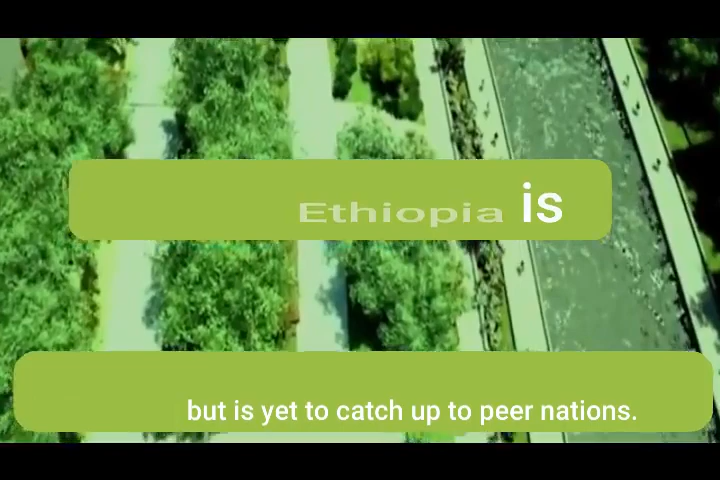 Ethiopia is
but is yet to catch up to peer nations.